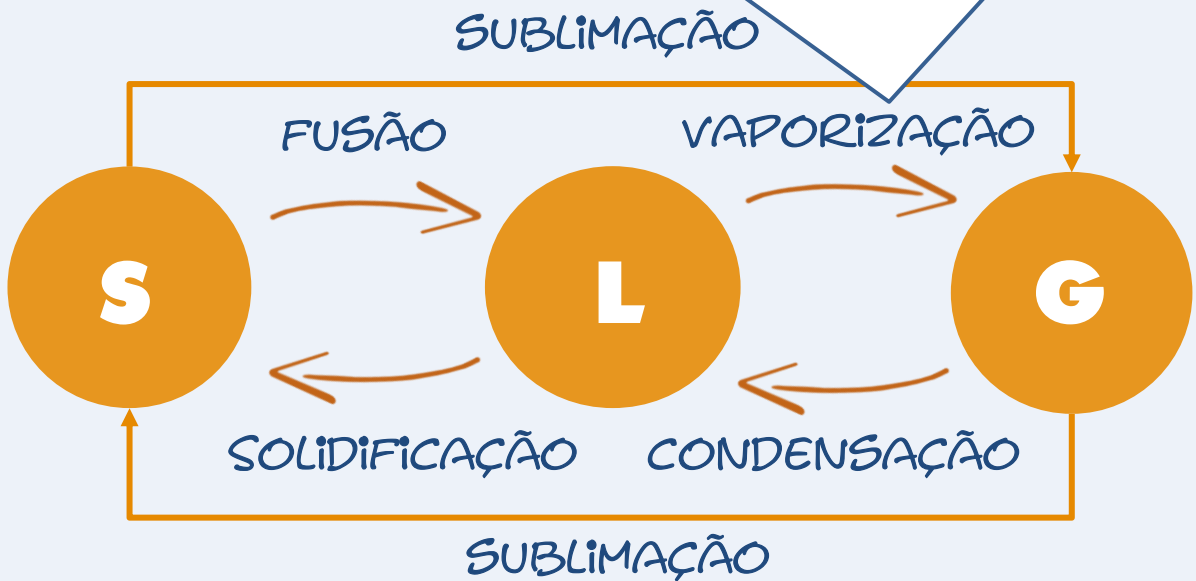 SUBLIMAÇÃO
FUSÃO
VAPORIZAÇÃO
S
L
G
SOLIDIFICAÇÃO
CONDENSAÇÃO
SUBLIMAÇÃO